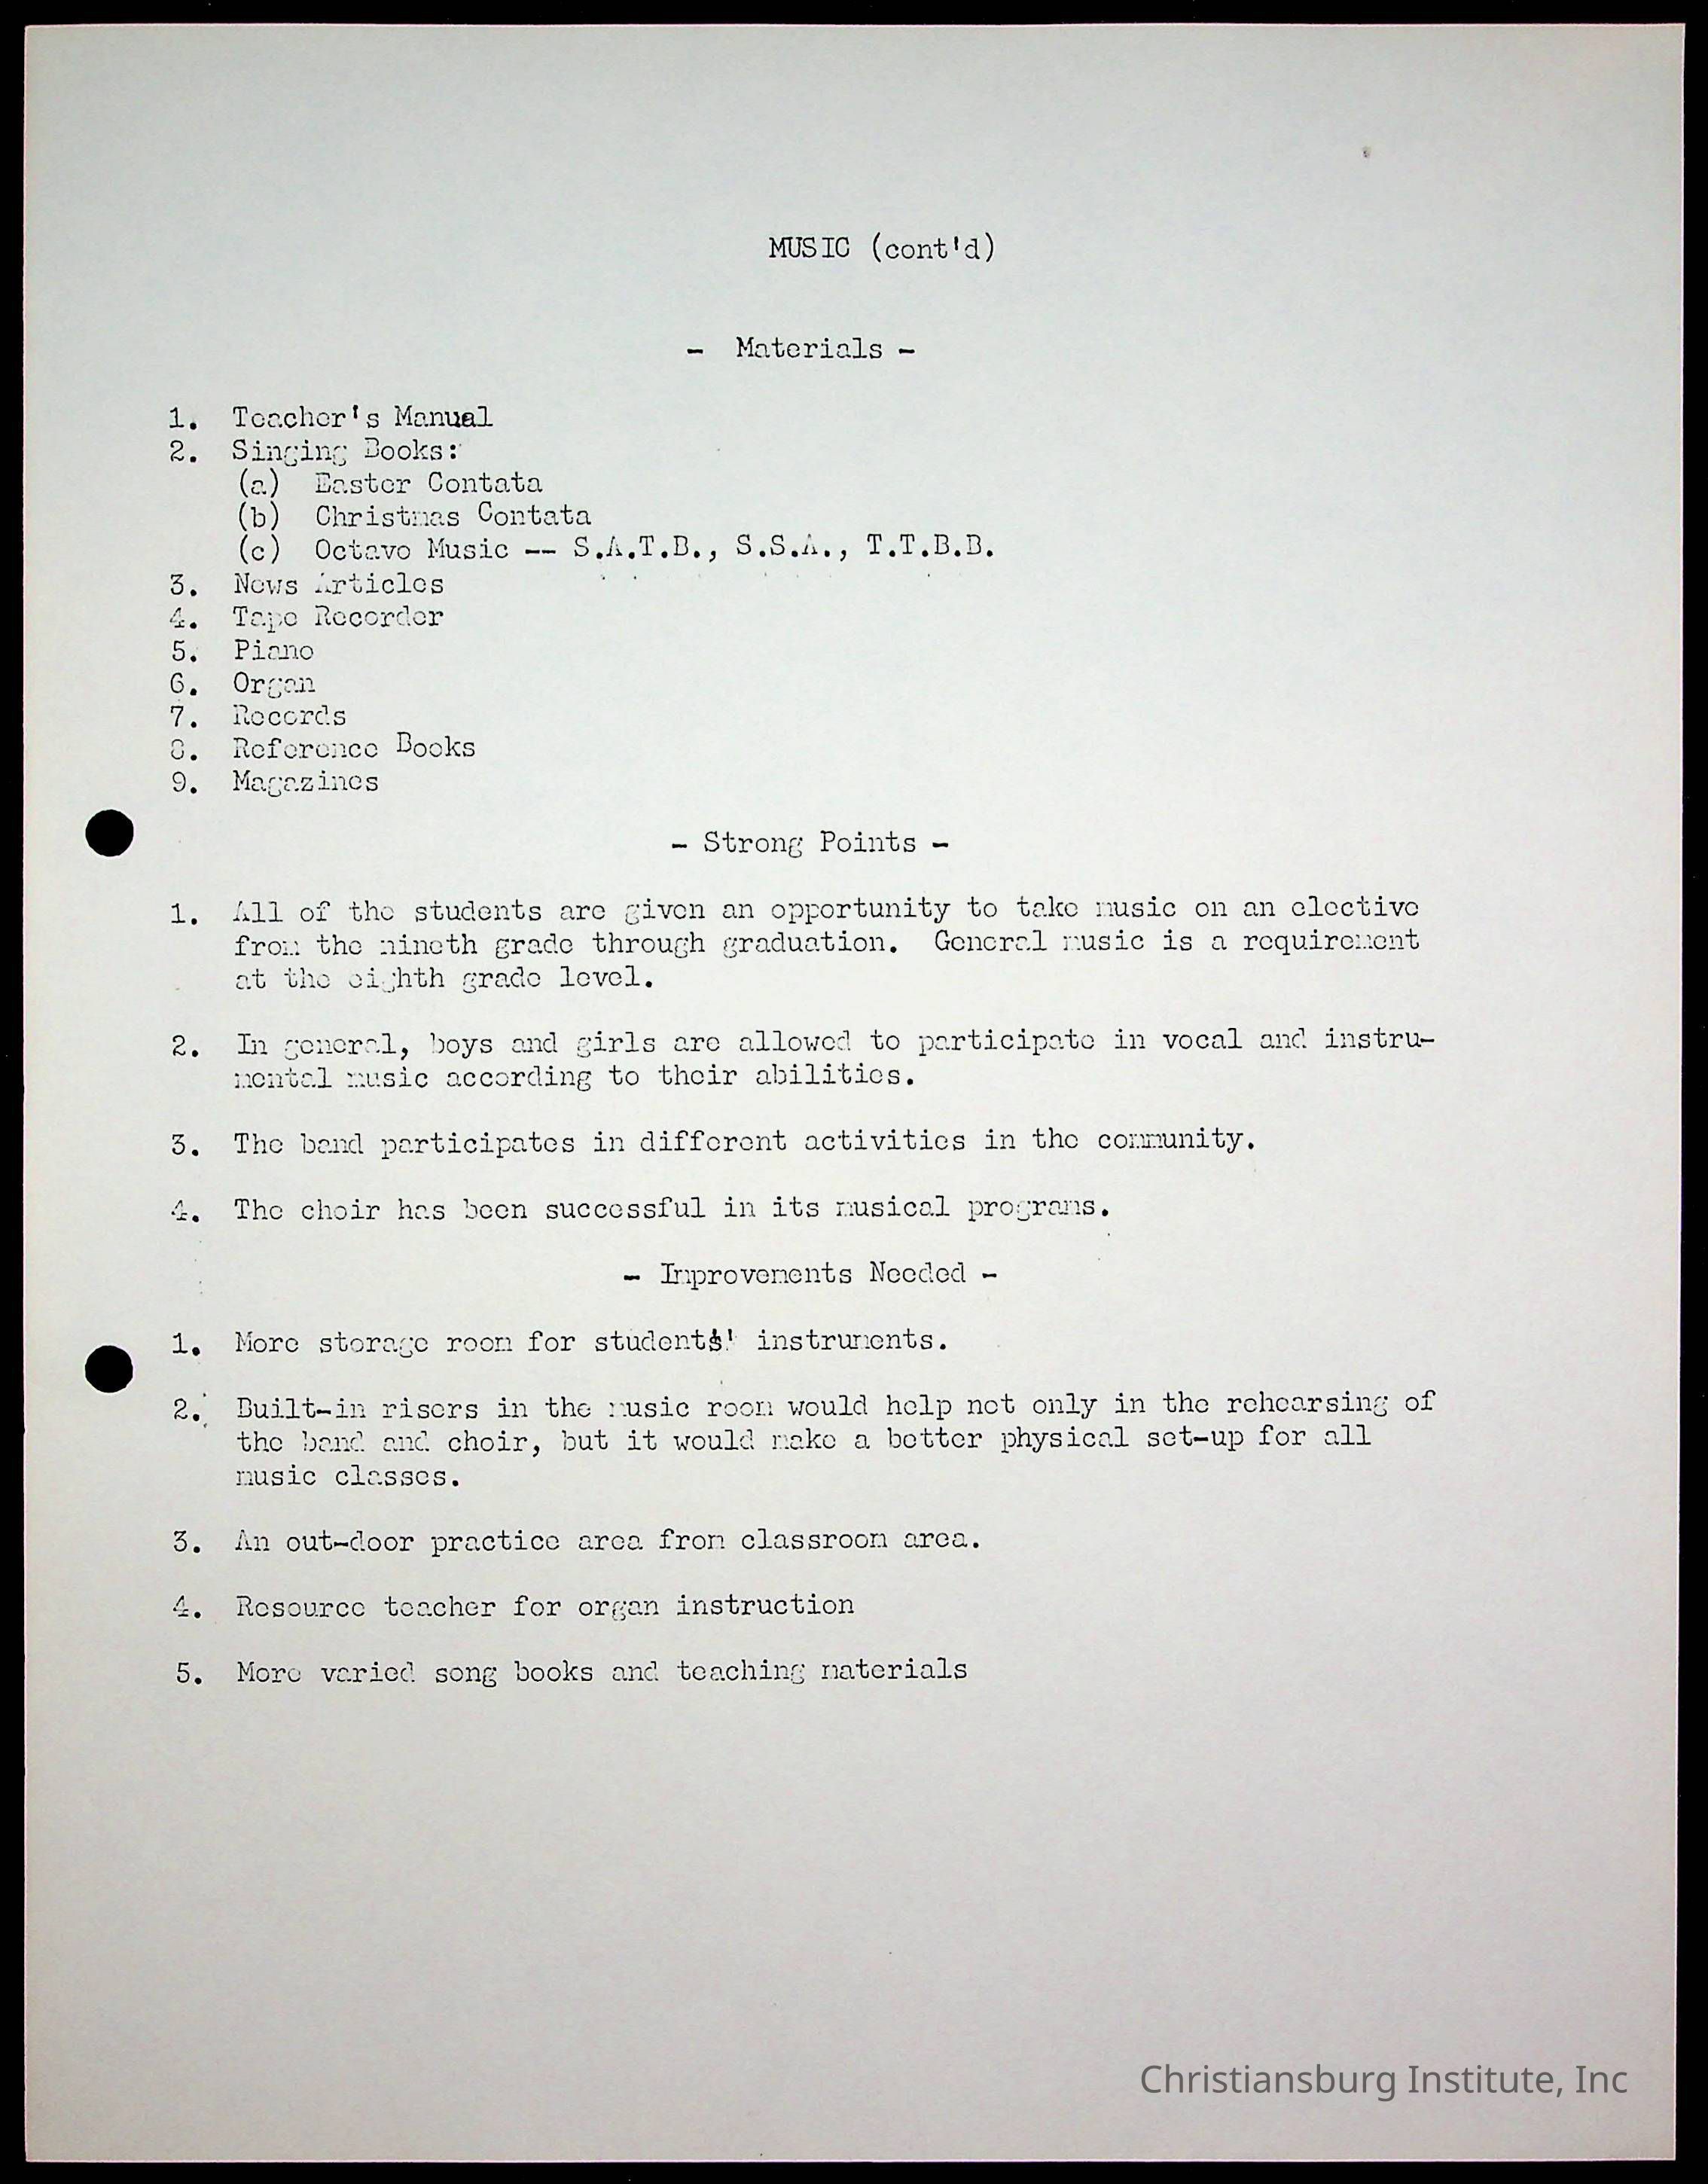 MUSIC (cont'd)
- Materials -
1. Teacher's Manual
2. Singing Books:
(a) Easter Contata
(b) Christmas Contata
(c) Octavo Music -- S.A.T.B., S.S.A., T.T.B.B.
3. News Articles
4. Tape Recorder
5. Piano
6. Organ
7. Records
8. Reference Books
9. Magazines
- Strong Points -
1. All of the students are given an opportunity to take music on an elective
from the nineth grade through graduation. General music is a requirement
at the eighth grade level.
2. In general, boys and girls are allowed to participate in vocal and instru-
mental music according to their abilities.
3. The band participates in different activities in the community.
4. The choir has been successful in its musical programs.
- Improvements Needed -
1. More storage room for students' instruments.
2. Built-in risers in the music room would help not only in the rehearsing of
the band and choir, but it would make a better physical set-up for all
music classes.
3. An out-door practice area from classroom area.
4. Resource teacher for organ instruction
5. More varied song books and teaching materials
Christiansburg Institute, Inc